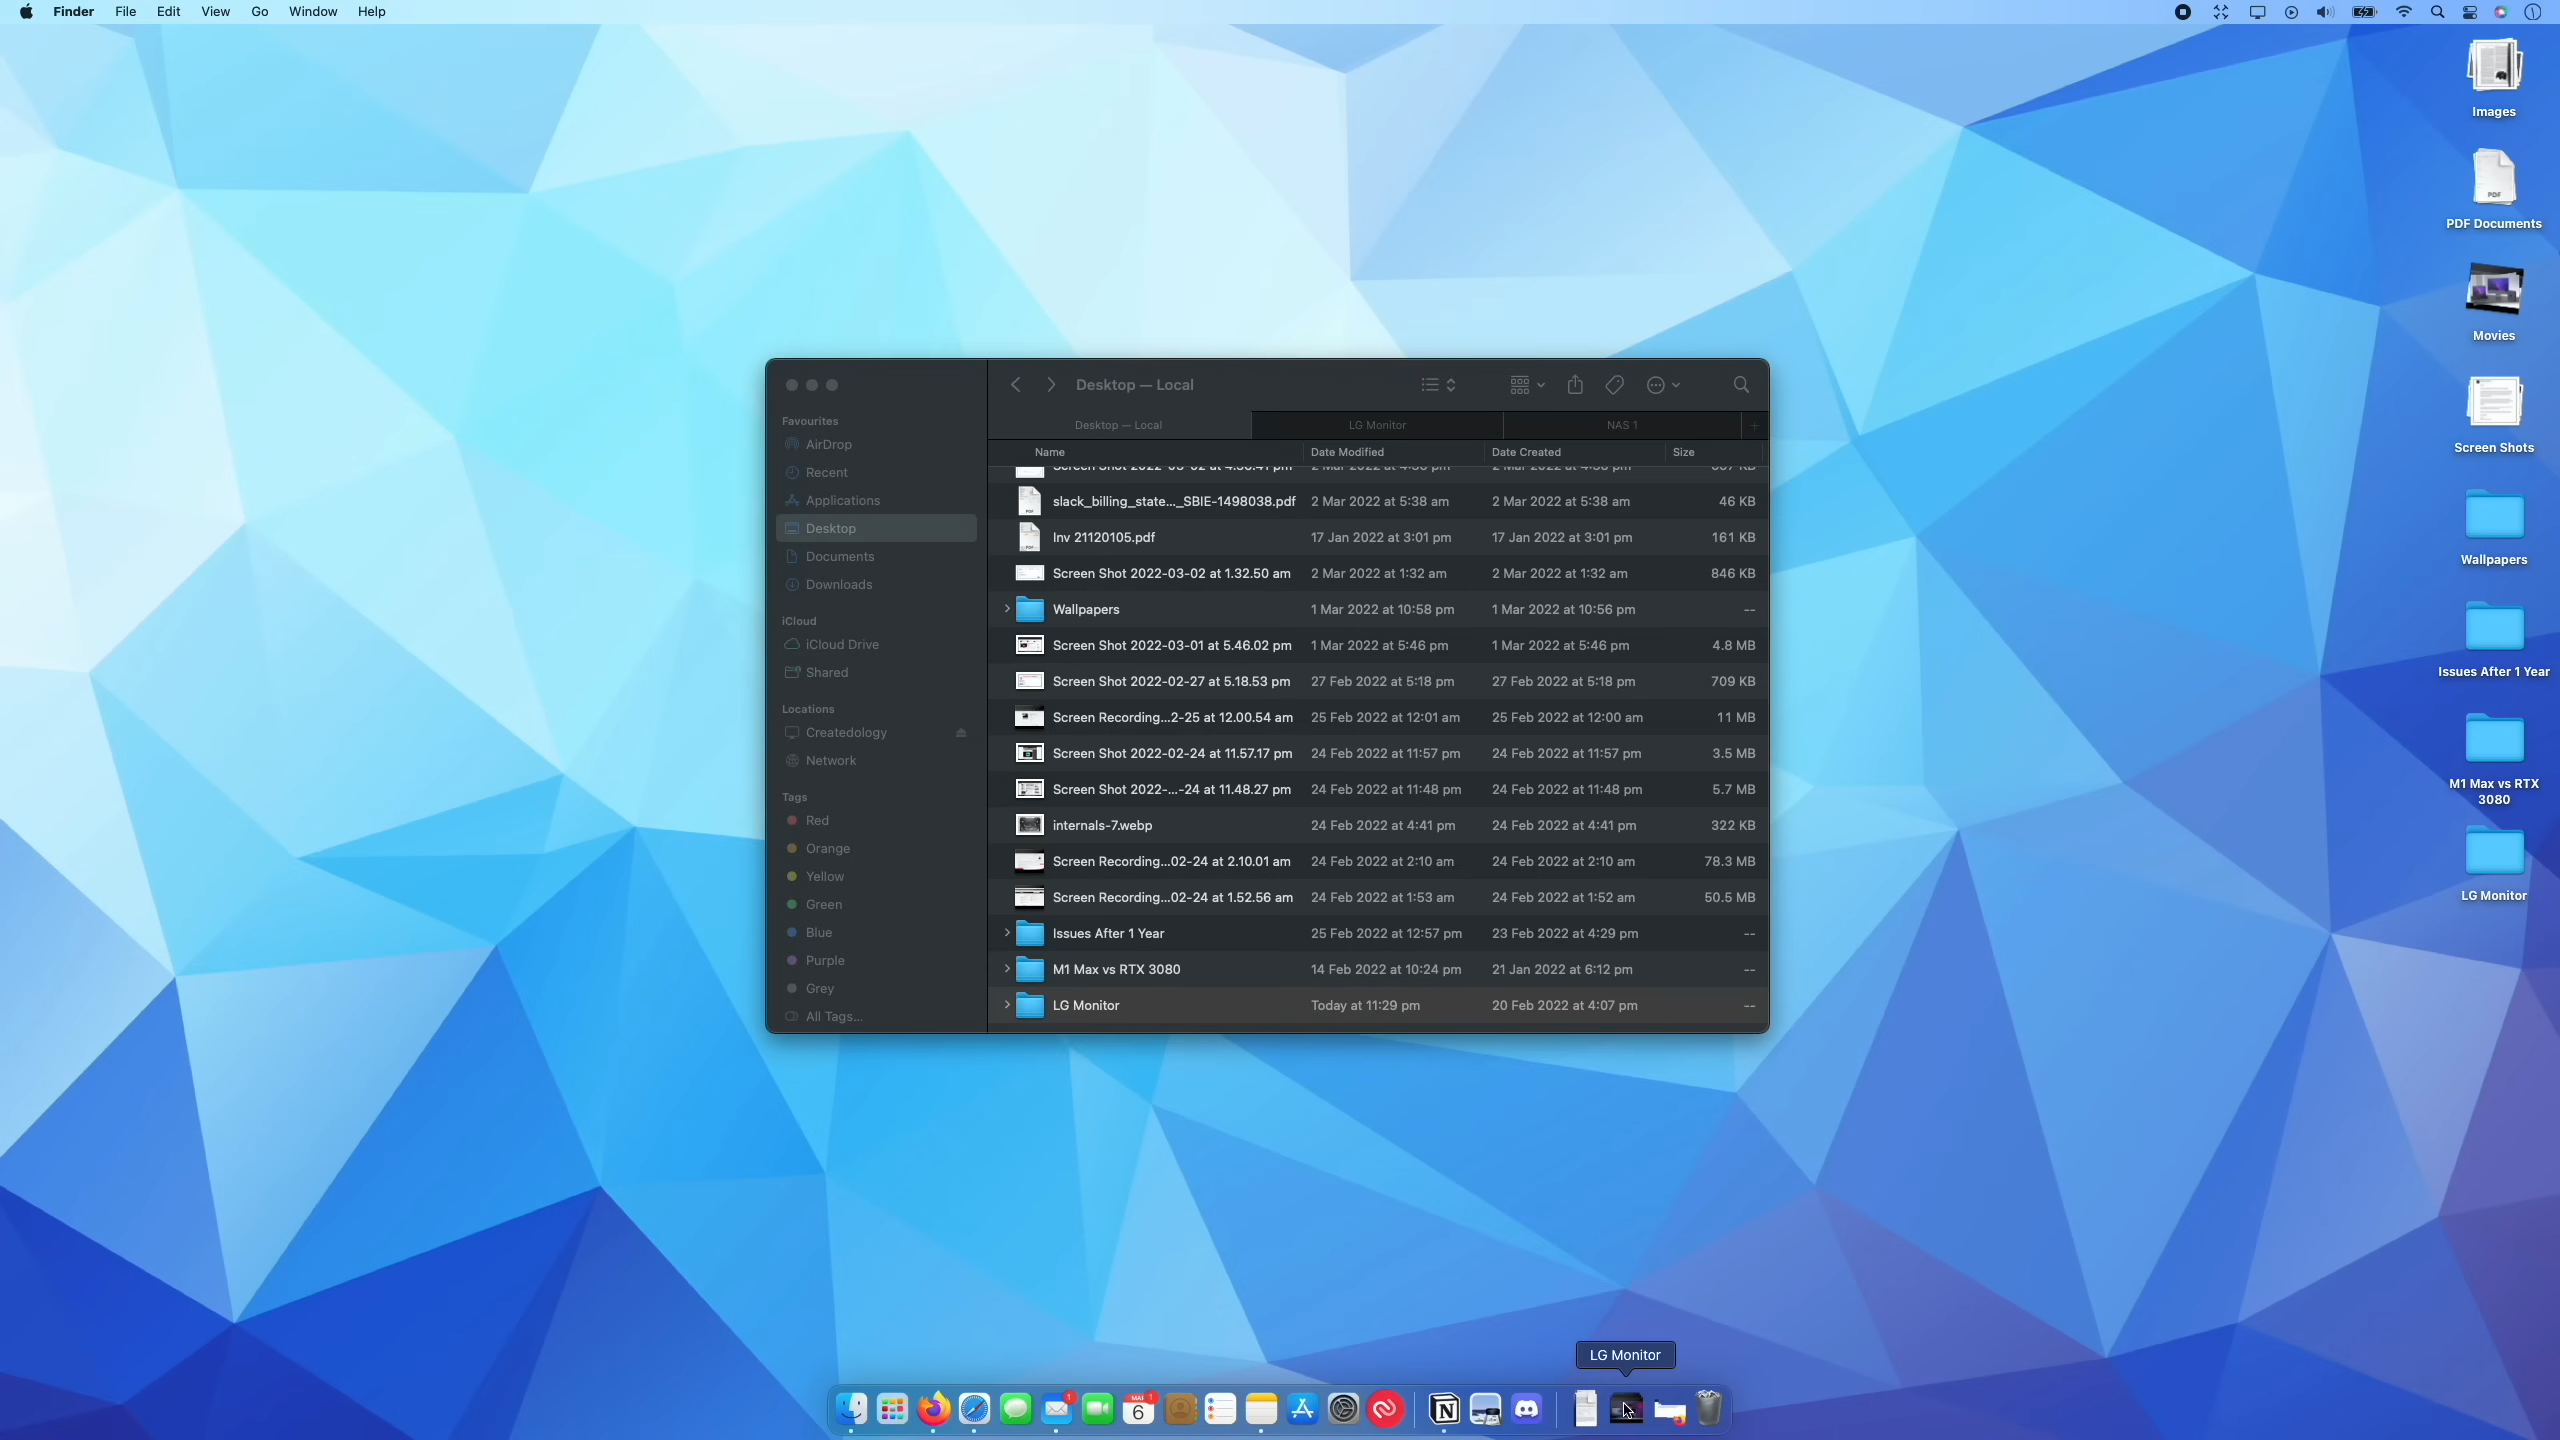 Finder File Edit View Go Window Help
Images
PDF Documents
Movies
Screen Shots
Wallpapers
Issues After 1 Year
M1 Max vs RTX
3080
LG Monitor
Favourites
AirDrop
Recent
Applications
Desktop
Documents
Downloads
iCloud
iCloud Drive
Shared
Locations
Createdology
Network
Tags
Red
Orange
Yellow
Green
Blue
Purple
Grey
All Tags...
Desktop — Local
Desktop — Local LG Monitor NAS 1
Name Date Modified Date Created Size
slack_billing_state..._SBIE-1498038.pdf 2 Mar 2022 at 5:38 am 2 Mar 2022 at 5:38 am 46 KB
Inv 21120105.pdf 17 Jan 2022 at 3:01 pm 17 Jan 2022 at 3:01 pm 161 KB
Screen Shot 2022-03-02 at 1.32.50 am 2 Mar 2022 at 1:32 am 2 Mar 2022 at 1:32 am 846 KB
Wallpapers 1 Mar 2022 at 10:58 pm 1 Mar 2022 at 10:56 pm --
Screen Shot 2022-03-01 at 5.46.02 pm 1 Mar 2022 at 5:46 pm 1 Mar 2022 at 5:46 pm 4.8 MB
Screen Shot 2022-02-27 at 5.18.53 pm 27 Feb 2022 at 5:18 pm 27 Feb 2022 at 5:18 pm 709 KB
Screen Recording...2-25 at 12.00.54 am 25 Feb 2022 at 12:01 am 25 Feb 2022 at 12:00 am 11 MB
Screen Shot 2022-02-24 at 11.57.17 pm 24 Feb 2022 at 11:57 pm 24 Feb 2022 at 11:57 pm 3.5 MB
Screen Shot 2022-...-24 at 11.48.27 pm 24 Feb 2022 at 11:48 pm 24 Feb 2022 at 11:48 pm 5.7 MB
internals-7.webp 24 Feb 2022 at 4:41 pm 24 Feb 2022 at 4:41 pm 322 KB
Screen Recording...02-24 at 2.10.01 am 24 Feb 2022 at 2:10 am 24 Feb 2022 at 2:10 am 78.3 MB
Screen Recording...02-24 at 1.52.56 am 24 Feb 2022 at 1:53 am 24 Feb 2022 at 1:52 am 50.5 MB
Issues After 1 Year 25 Feb 2022 at 12:57 pm 23 Feb 2022 at 4:29 pm --
M1 Max vs RTX 3080 14 Feb 2022 at 10:24 pm 21 Jan 2022 at 6:12 pm --
LG Monitor Today at 11:29 pm 20 Feb 2022 at 4:07 pm --
LG Monitor
1
MAR 1
6